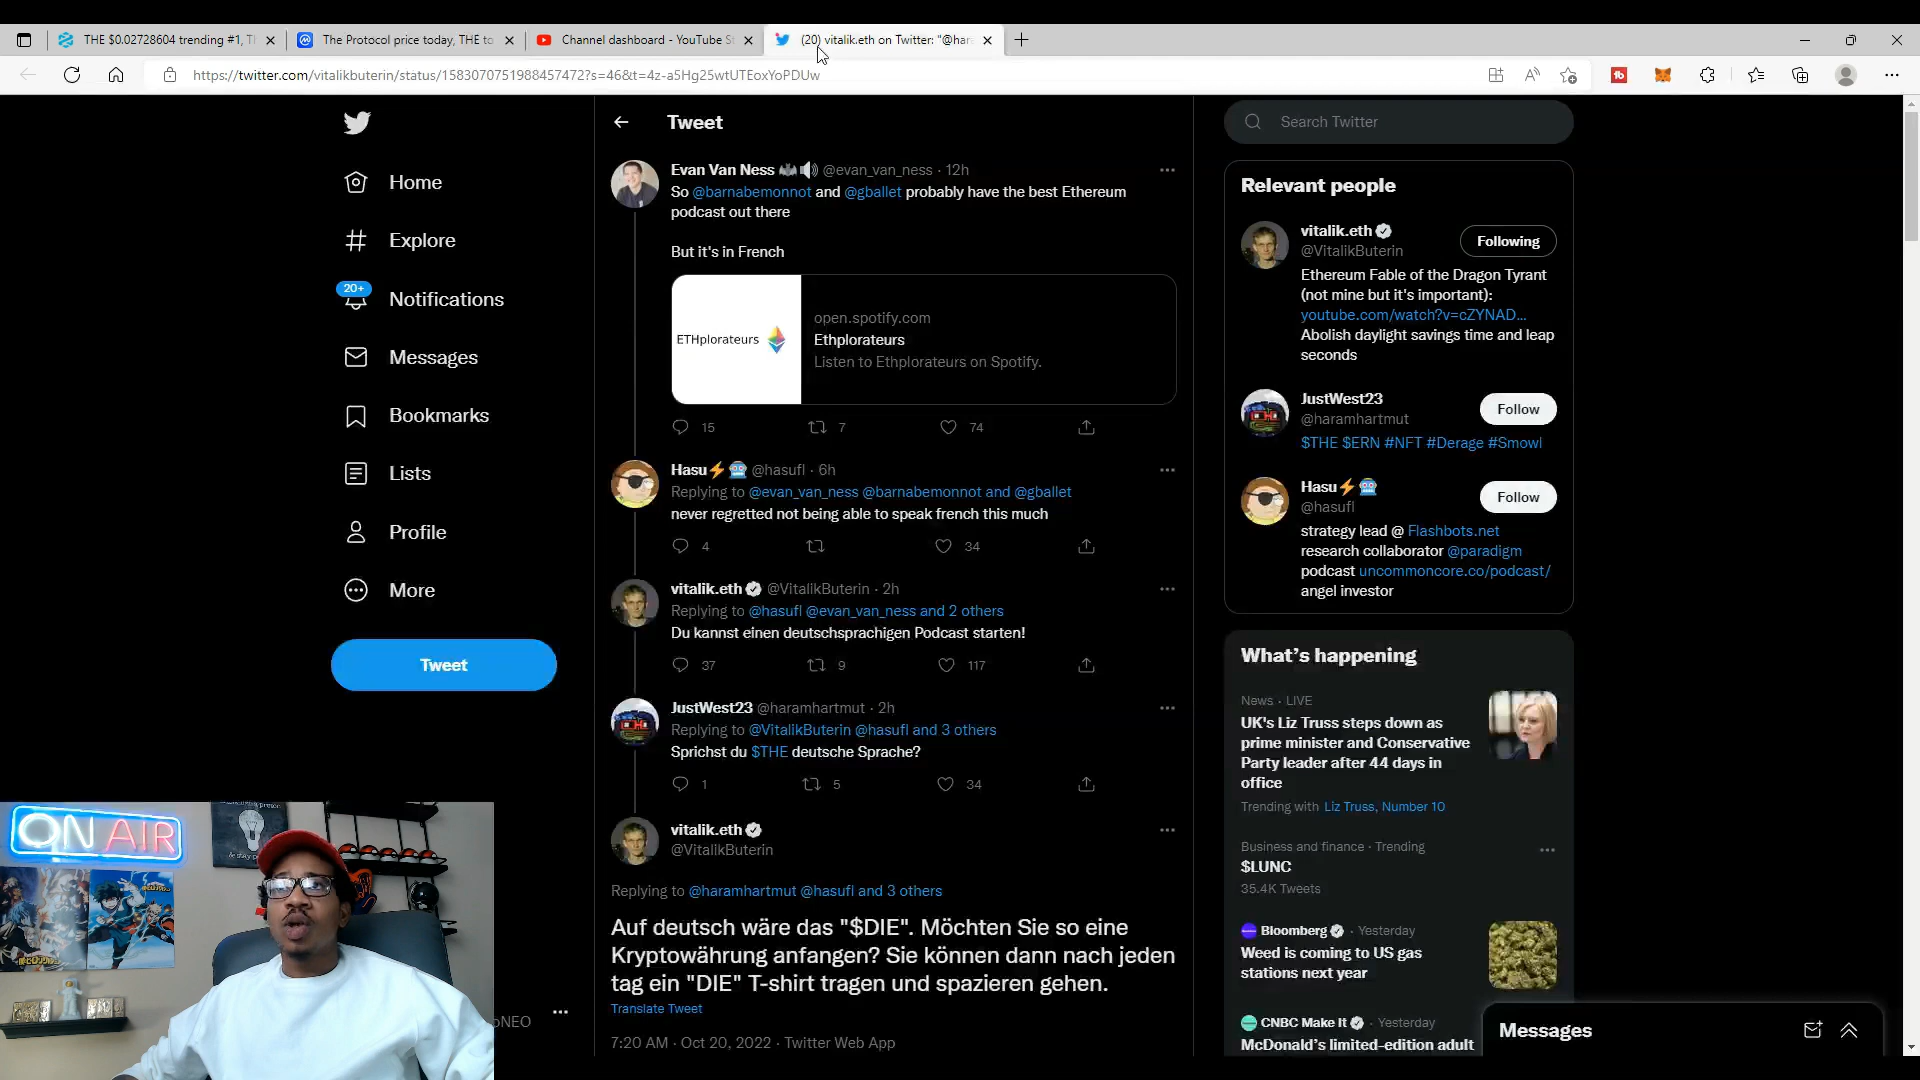 THE $0.02728604 trending #1, T
The Protocol price today, THE to
Channel dashboard - YouTube St
(20) vitalik.eth on Twitter: "@har
https://twitter.com/vitalikbuterin/status/1583070751988457472?s=46&t=4z-a5Hg25wtUTEoxYoPDUw
Home
Explore
20+
Notifications
Messages
Bookmarks
Lists
Profile
More
Tweet
Tweet
Evan Van Ness @evan_van_ness · 12h
So @barnabemonnot and @gballet probably have the best Ethereum
podcast out there
But it's in French
ETHplorateurs
open.spotify.com
Ethplorateurs
Listen to Ethplorateurs on Spotify.
15 7 74
Hasu @hasufl · 6h
Replying to @evan_van_ness @barnabemonnot and @gballet
never regretted not being able to speak french this much
4 34
vitalik.eth @VitalikButerin · 2h
Replying to @hasufl @evan_van_ness and 2 others
Du kannst einen deutschsprachigen Podcast starten!
37 9 117
JustWest23 @haramhartmut · 2h
Replying to @VitalikButerin @hasufl and 3 others
Sprichst du $THE deutsche Sprache?
1 5 34
vitalik.eth
@VitalikButerin
Replying to @haramhartmut @hasufl and 3 others
Auf deutsch wäre das "$DIE". Möchten Sie so eine
Kryptowährung anfangen? Sie können dann nach jeden
tag ein "DIE" T-shirt tragen und spazieren gehen.
Translate Tweet
7:20 AM · Oct 20, 2022 · Twitter Web App
Search Twitter
Relevant people
vitalik.eth
@VitalikButerin
Following
Ethereum Fable of the Dragon Tyrant
(not mine but it's important):
youtube.com/watch?v=cZYNAD...
Abolish daylight savings time and leap
seconds
JustWest23
@haramhartmut
Follow
$THE $ERN #NFT #Derage #Smowl
Hasu
@hasufl
Follow
strategy lead @ Flashbots.net
research collaborator @paradigm
podcast uncommoncore.co/podcast/
angel investor
What's happening
News · LIVE
UK's Liz Truss steps down as
prime minister and Conservative
Party leader after 44 days in
office
Trending with Liz Truss, Number 10
Business and finance · Trending
$LUNC
35.4K Tweets
Bloomberg · Yesterday
Weed is coming to US gas
stations next year
CNBC Make It · Yesterday
McDonald's limited-edition adult
Messages
ON AIR
oNEO